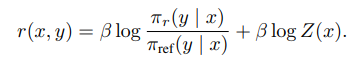 r(x, y) = β log π_r(y | x) / π_ref(y | x) + β log Z(x).